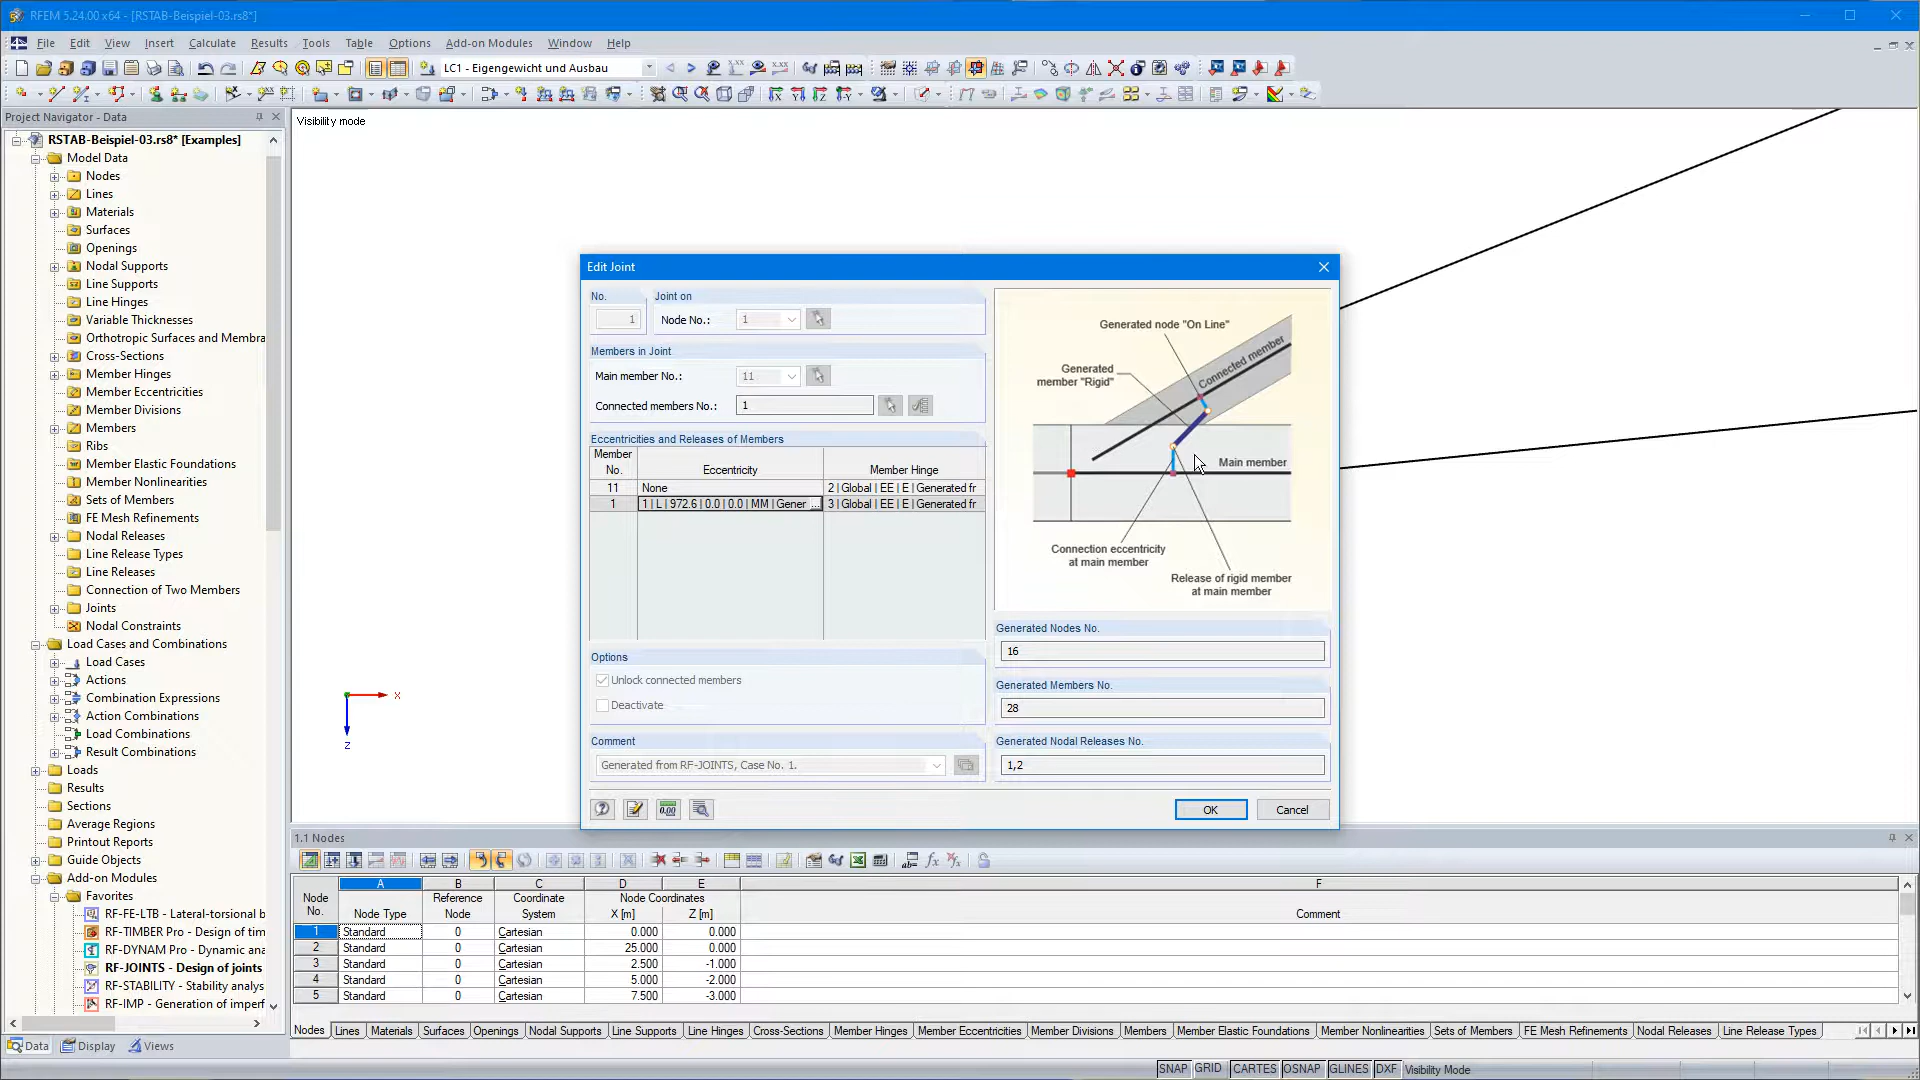 RFEM 5.24.00 x64 - [RSTAB-Beispiel-03.rs8*]
File Edit View Insert Calculate Results Tools Table Options Add-on Modules Window Help
LC1 - Eigengewicht und Ausbau
Project Navigator - Data
RSTAB-Beispiel-03.rs8* [Examples]
Model Data
Nodes
Lines
Materials
Surfaces
Openings
Nodal Supports
Line Supports
Line Hinges
Variable Thicknesses
Orthotropic Surfaces and Membra
Cross-Sections
Member Hinges
Member Eccentricities
Member Divisions
Members
Ribs
Member Elastic Foundations
Member Nonlinearities
Sets of Members
FE Mesh Refinements
Nodal Releases
Line Release Types
Line Releases
Connection of Two Members
Joints
Nodal Constraints
Load Cases and Combinations
Load Cases
Actions
Combination Expressions
Action Combinations
Load Combinations
Result Combinations
Loads
Results
Sections
Average Regions
Printout Reports
Guide Objects
Add-on Modules
Favorites
RF-FE-LTB - Lateral-torsional b
RF-TIMBER Pro - Design of tim
RF-DYNAM Pro - Dynamic ana
RF-JOINTS - Design of joints
RF-STABILITY - Stability analys
RF-IMP - Generation of imperf
Data Display Views
Visibility mode
x
z
Edit Joint
No.
1
Joint on
Node No.: 1
Members in Joint
Main member No.: 11
Connected members No.: 1
Eccentricities and Releases of Members
Member No. Eccentricity Member Hinge
11 None 2 | Global | EE | E | Generated fr
1 1 | L | 972.6 | 0.0 | 0.0 | MM | Gener ... 3 | Global | EE | E | Generated fr
Options
Unlock connected members
Deactivate
Comment
Generated from RF-JOINTS, Case No. 1.
Generated node "On Line"
Connected member
Generated
member "Rigid"
Main member
Connection eccentricity
at main member
Release of rigid member
at main member
Generated Nodes No.
16
Generated Members No.
28
Generated Nodal Releases No.
1,2
0.00
OK Cancel
1.1 Nodes
A B C D E F
Node Reference Coordinate Node Coordinates
No. Node Type Node System X [m] Z [m] Comment
1 Standard 0 Cartesian 0.000 0.000
2 Standard 0 Cartesian 25.000 0.000
3 Standard 0 Cartesian 2.500 -1.000
4 Standard 0 Cartesian 5.000 -2.000
5 Standard 0 Cartesian 7.500 -3.000
Nodes Lines Materials Surfaces Openings Nodal Supports Line Supports Line Hinges Cross-Sections Member Hinges Member Eccentricities Member Divisions Members Member Elastic Foundations Member Nonlinearities Sets of Members FE Mesh Refinements Nodal Releases Line Release Types
SNAP GRID CARTES OSNAP GLINES DXF Visibility Mode